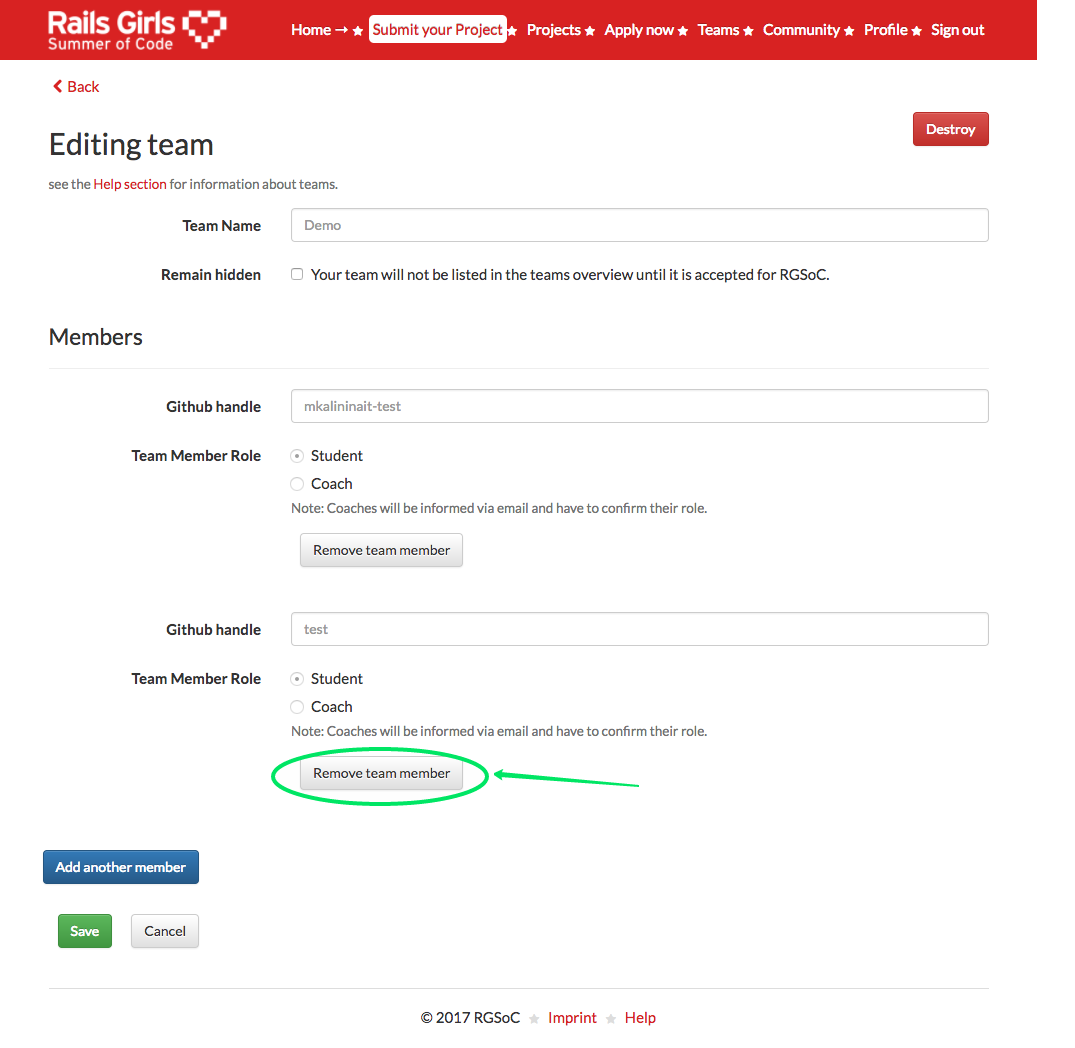 Rails Girls
Summer of Code
Home → ★ Submit your Project ★ Projects ★ Apply now ★ Teams ★ Community ★ Profile ★ Sign out
Back
Destroy
Editing team
see the Help section for information about teams.
Team Name Demo
Remain hidden Your team will not be listed in the teams overview until it is accepted for RGSoC.
Members
Github handle mkalininait-test
Team Member Role Student
Coach
Note: Coaches will be informed via email and have to confirm their role.
Remove team member
Github handle test
Team Member Role Student
Coach
Note: Coaches will be informed via email and have to confirm their role.
Remove team member
Add another member
Save Cancel
© 2017 RGSoC ★ Imprint ★ Help